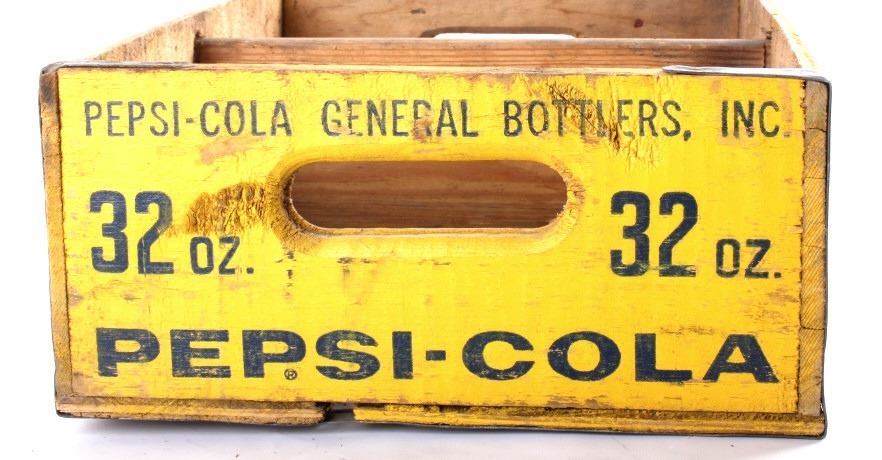 PEPSI-COLA GENERAL BOTTLERS, INC.
32 OZ. 32 OZ.
PEPSI-COLA ®